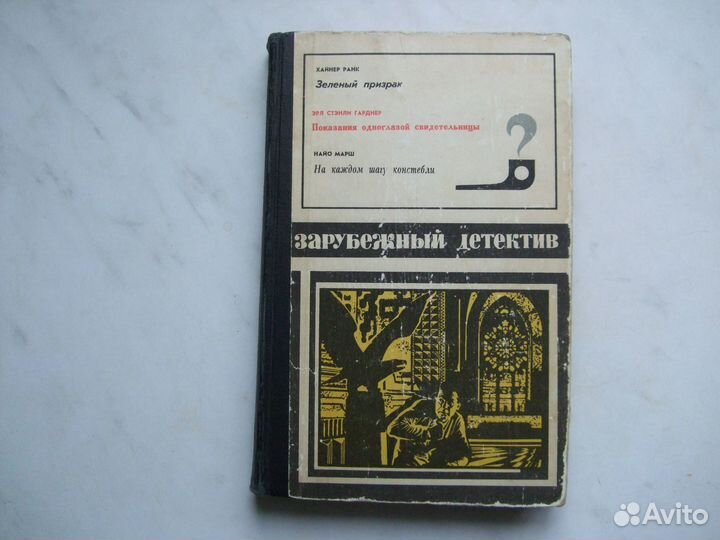 ХАЙНЕР РАНК
Зеленый призрак
ЭРЛ СТЭНЛИ ГАРДНЕР
Показания одноглазой свидетельницы
НАЙО МАРШ
На каждом шагу констебли
?
ЗАРУБЕЖНЫЙ ДЕТЕКТИВ
Avito